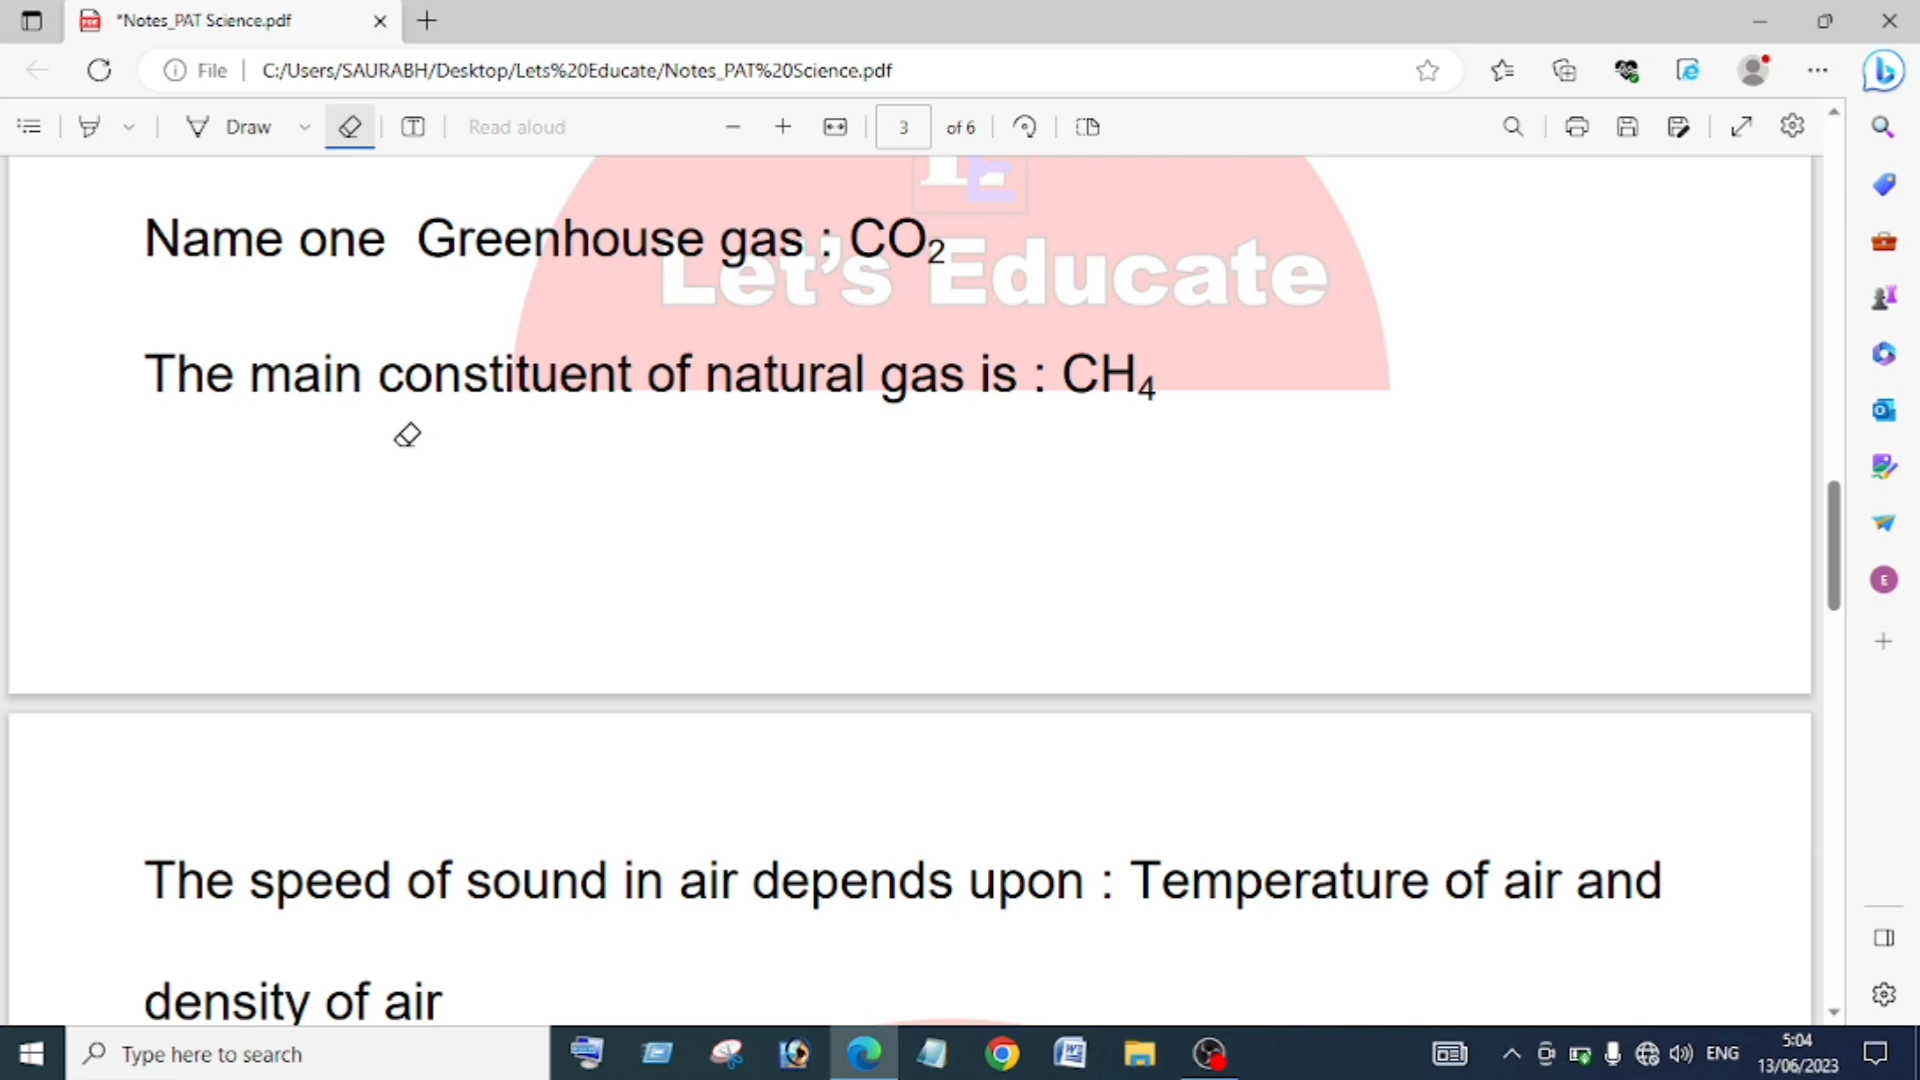 *Notes_PAT Science.pdf
File | C:/Users/SAURABH/Desktop/Lets%20Educate/Notes_PAT%20Science.pdf
Draw
Read aloud
3 of 6
LE
Let's Educate
Name one  Greenhouse gas : CO₂
The main constituent of natural gas is : CH₄
The speed of sound in air depends upon : Temperature of air and
density of air
E
Type here to search
ENG
5:04
13/06/2023